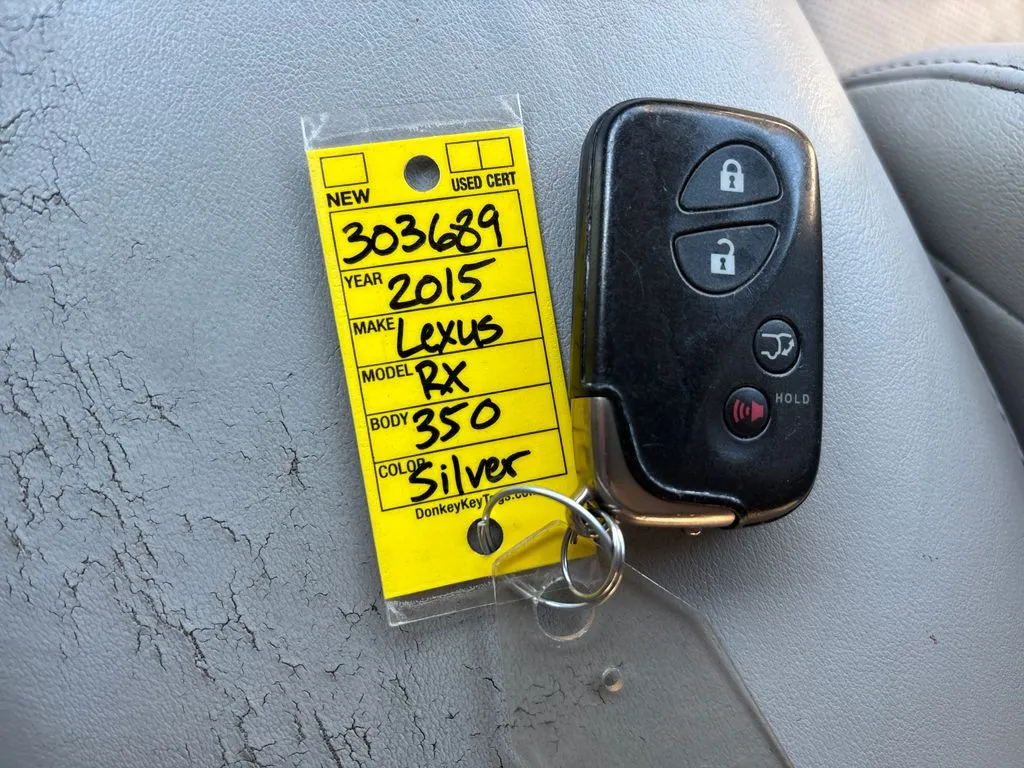 NEW USED CERT
303689
YEAR 2015
MAKE Lexus
MODEL RX
BODY 350
COLOR Silver
DonkeyKeyTags.com
HOLD